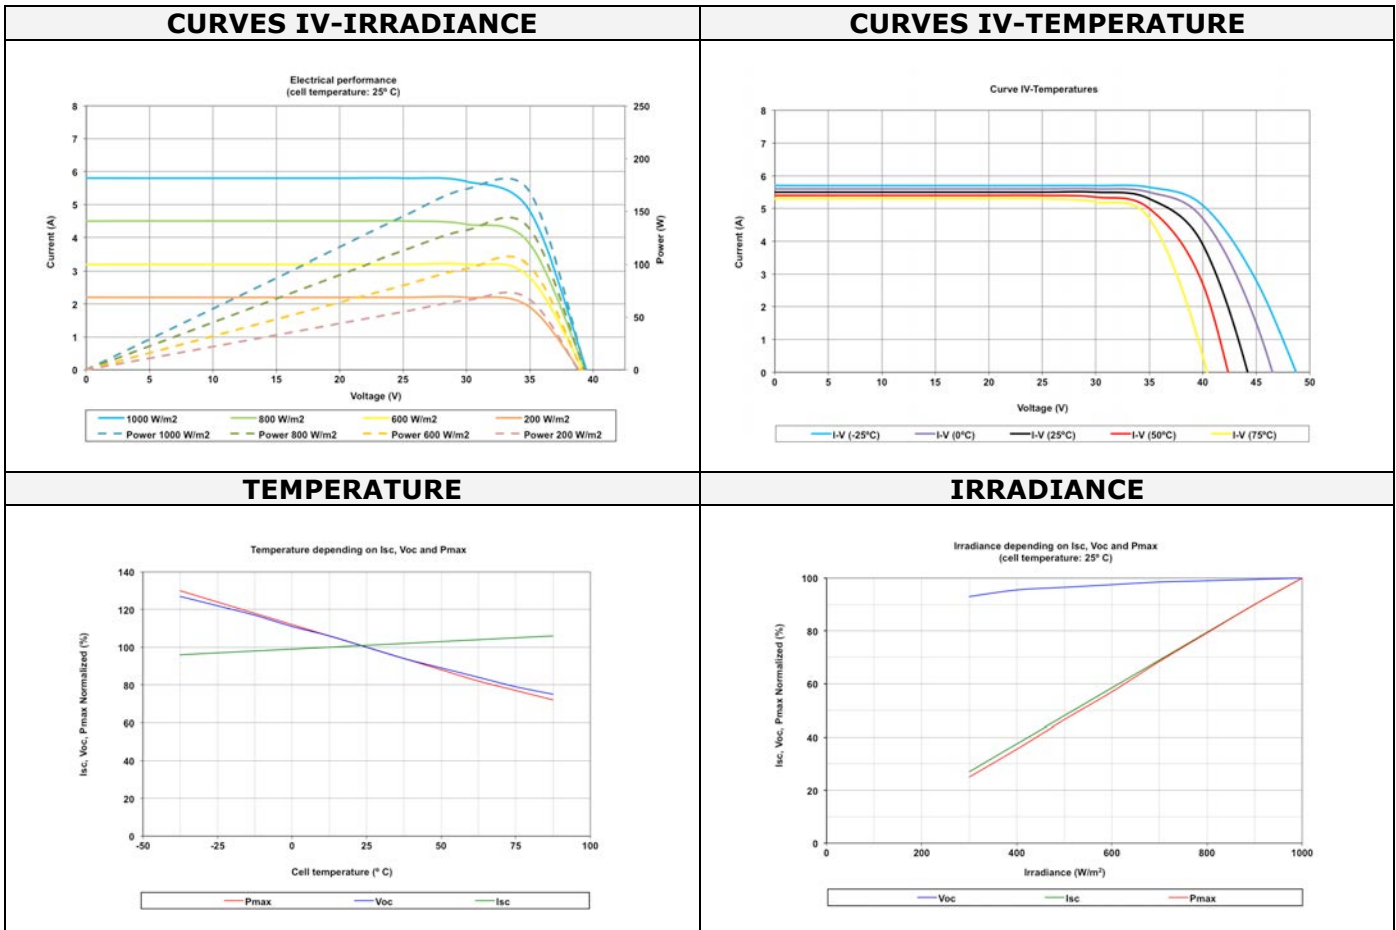 CURVES IV-IRRADIANCE
Electrical performance
(cell temperature: 25º C)
8
7
6
5
4
3
2
1
0
Current (A)
250
200
150
100
50
0
Power (W)
0 5 10 15 20 25 30 35 40
Voltage (V)
1000 W/m2 800 W/m2 600 W/m2 200 W/m2
Power 1000 W/m2 Power 800 W/m2 Power 600 W/m2 Power 200 W/m2
CURVES IV-TEMPERATURE
Curve IV-Temperatures
8
7
6
5
4
3
2
1
0
Current (A)
0 5 10 15 20 25 30 35 40 45 50
Voltage (V)
I-V (-25ºC) I-V (0ºC) I-V (25ºC) I-V (50ºC) I-V (75ºC)
TEMPERATURE
Temperature depending on Isc, Voc and Pmax
140
120
100
80
60
40
20
0
Isc, Voc, Pmax Normalized (%)
-50 -25 0 25 50 75 100
Cell temperature (º C)
Pmax Voc Isc
IRRADIANCE
Irradiance depending on Isc, Voc and Pmax
(cell temperature: 25º C)
100
80
60
40
20
0
Isc, Voc, Pmax Normalized (%)
0 200 400 600 800 1000
Irradiance (W/m²)
Voc Isc Pmax